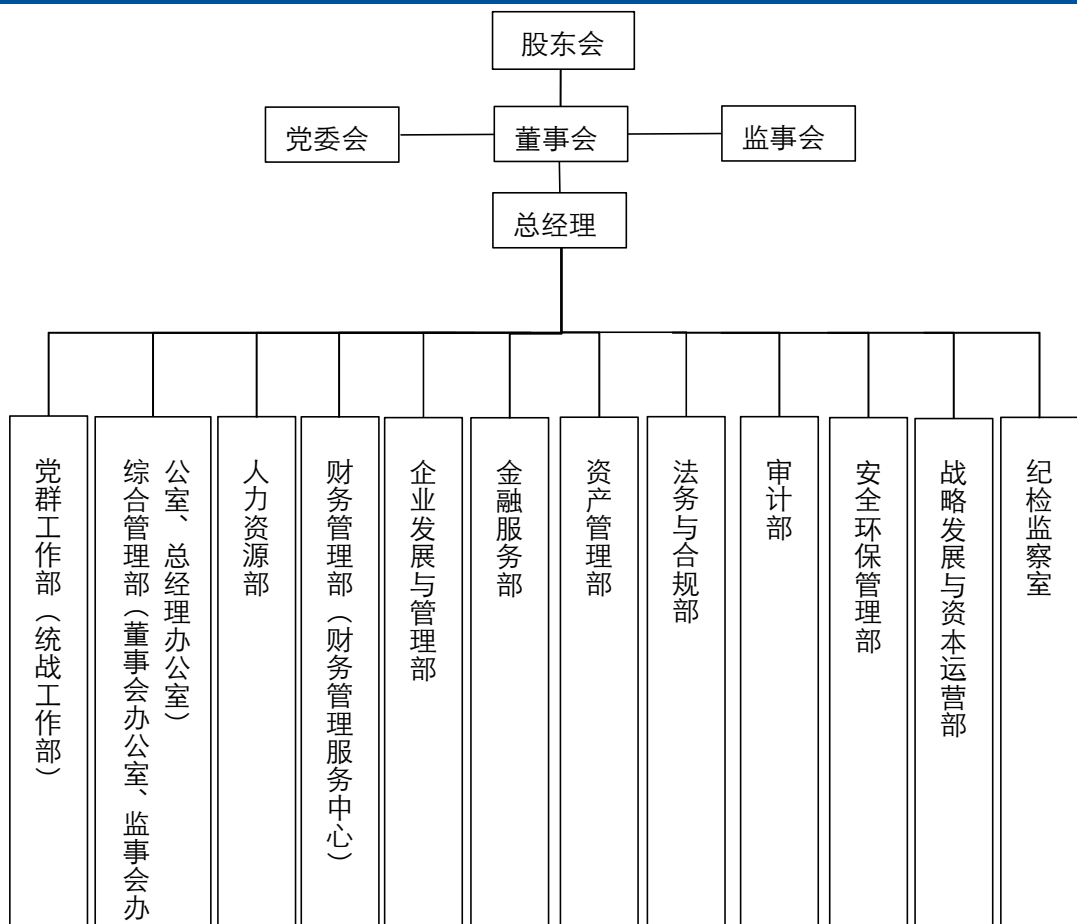 股东会
党委会
董事会
监事会
总经理
党群工作部（统战工作部）
综合管理部（董事会办公室、监事会办
公室、总经理办公室）
人力资源部
财务管理部（财务管理服务中心）
企业发展与管理部
金融服务部
资产管理部
法务与合规部
审计部
安全环保管理部
战略发展与资本运营部
纪检监察室